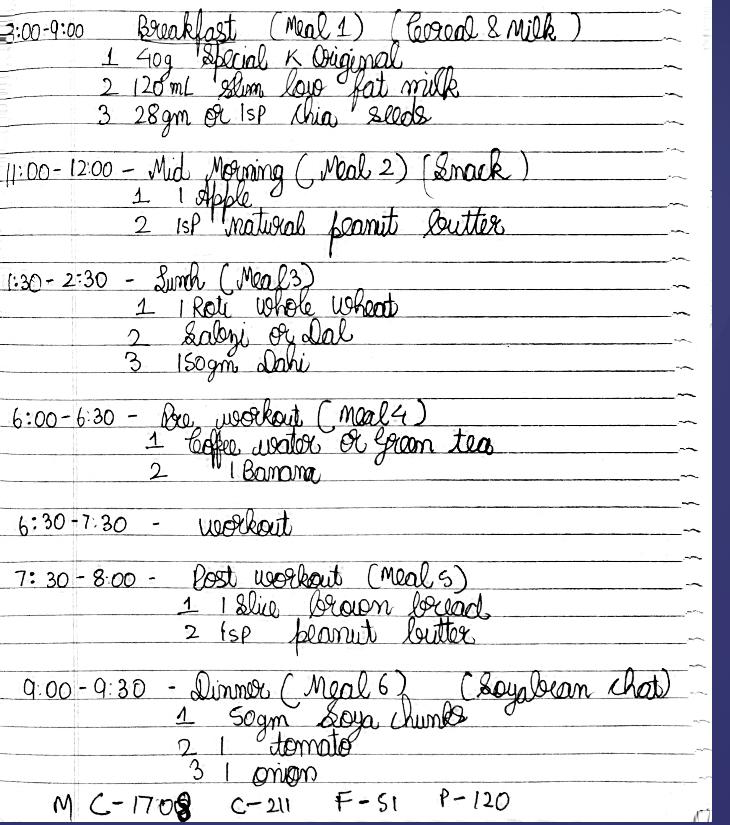 8:00-9:00 Breakfast (Meal 1) (Cereal & Milk)
1 40g Special K Original
2 120mL Slim low fat milk
3 28gm or 1sp chia seeds
11:00-12:00 - Mid Morning (Meal 2) (Snack)
1 1 Apple
2 1sp natural peanut butter
1:30-2:30 - Lunch (Meal 3)
1 1 Roti whole wheat
2 Sabzi or Dal
3 150gm Dahi
6:00-6:30 - Pre workout (Meal 4)
1 Coffee water or Green tea
2 1 Banana
6:30-7:30 - workout
7:30-8:00 - Post workout (Meal 5)
1 1 Slice brown bread
2 1sp peanut butter
9:00-9:30 - Dinner (Meal 6) (Soyabean chat)
1 50gm Soya chunks
2 1 tomato
3 1 onion
M C-1708 C-211 F-51 P-120